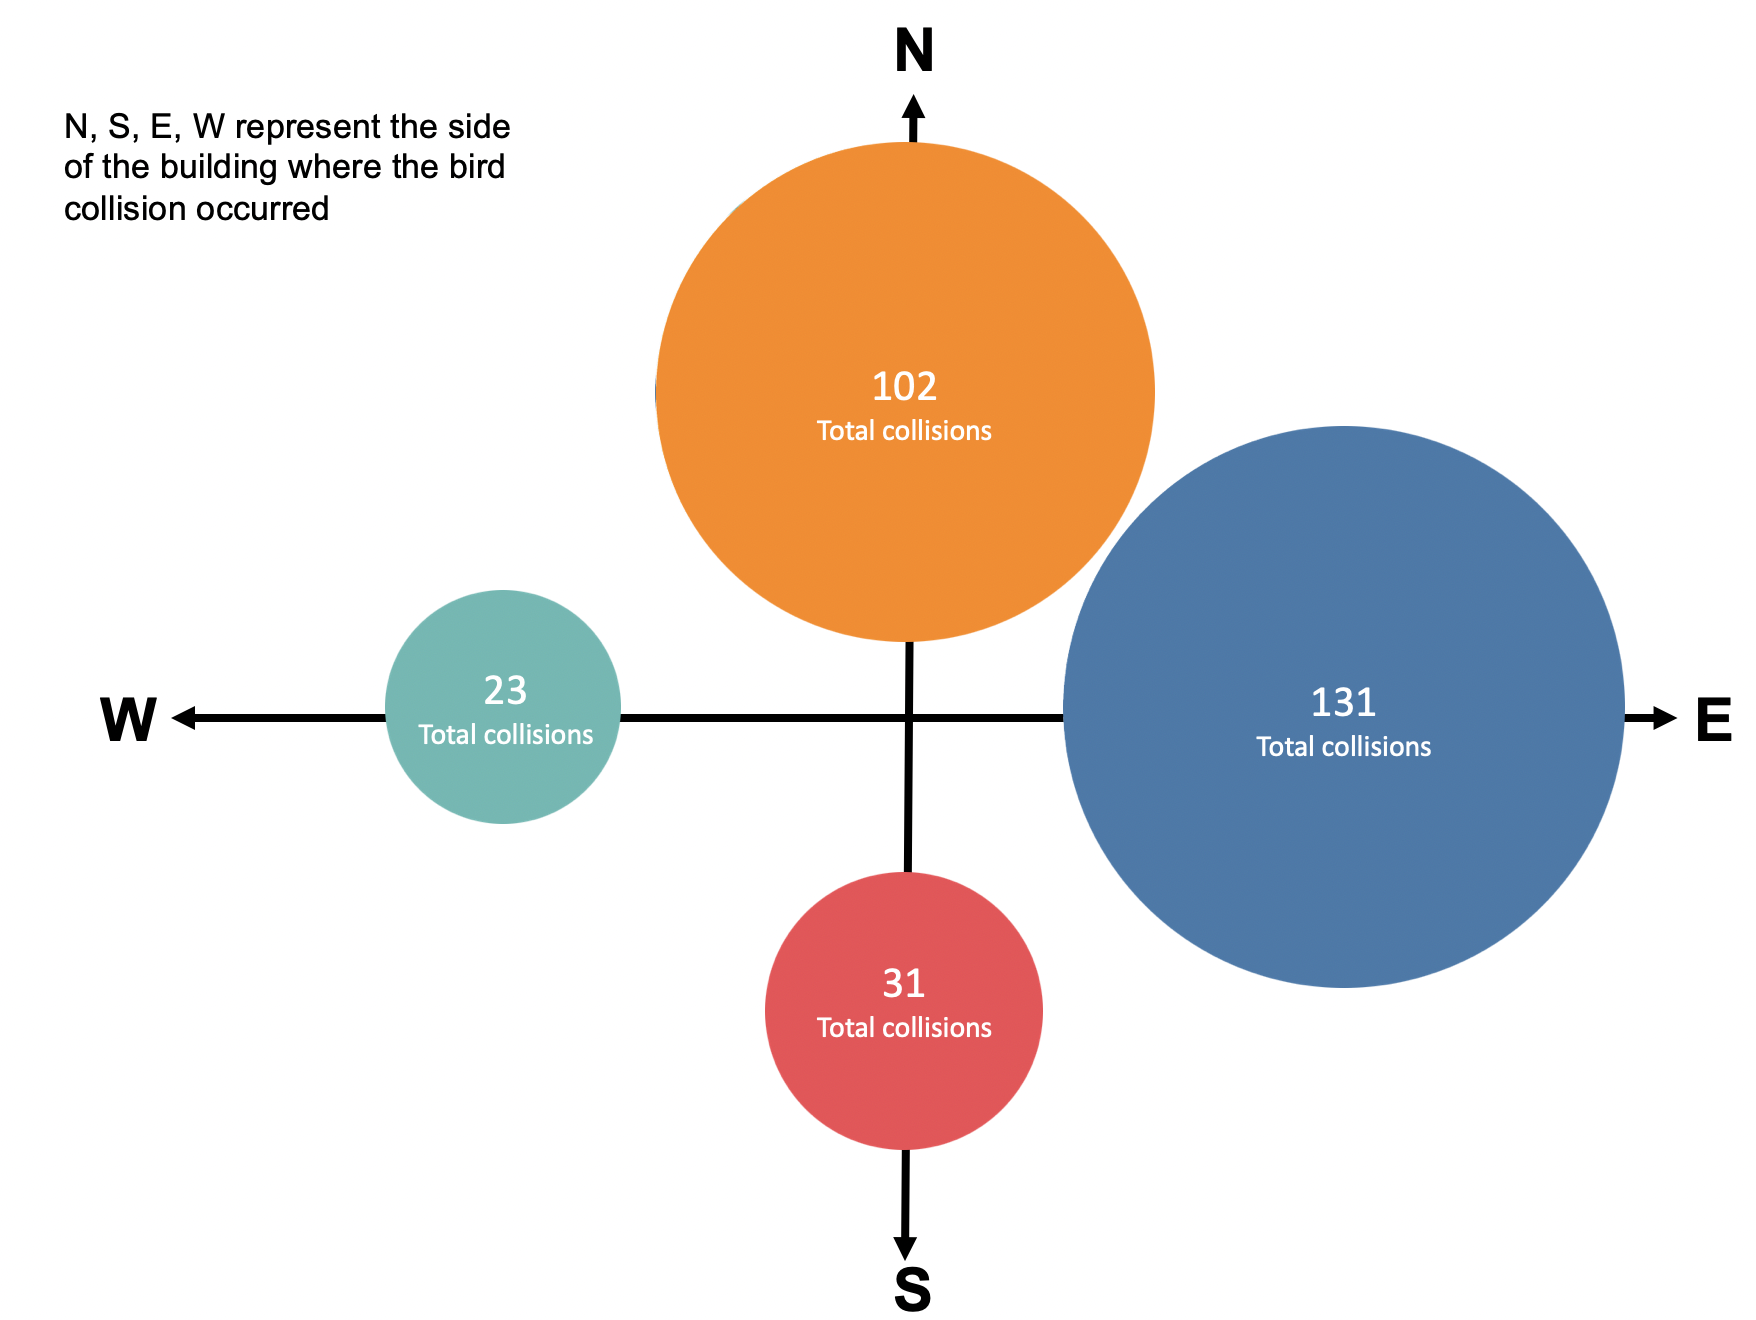 N
N, S, E, W represent the side
of the building where the bird
collision occurred
102
Total collisions
23
Total collisions
131
Total collisions
W
E
31
Total collisions
S